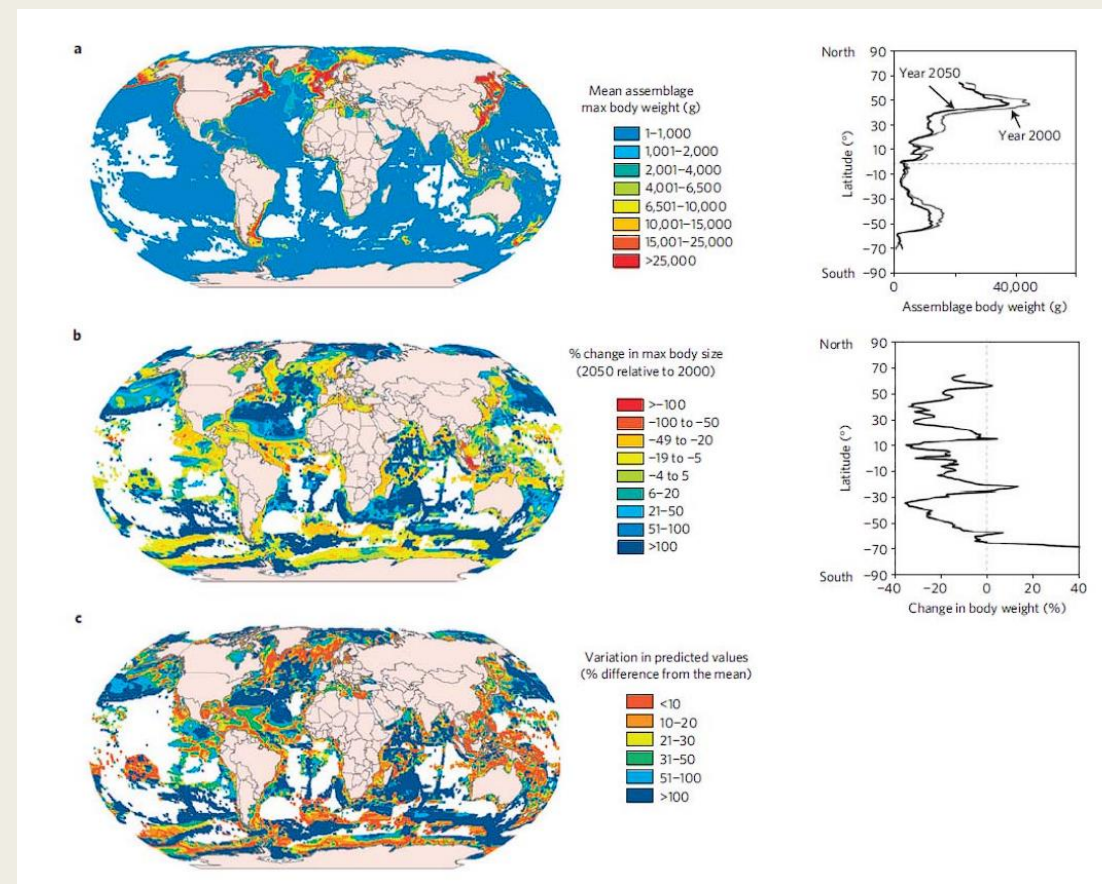 a
Mean assemblage
max body weight (g)
1–1,000
1,001–2,000
2,001–4,000
4,001–6,500
6,501–10,000
10,001–15,000
15,001–25,000
>25,000
North
90
70
50
30
10
−10
−30
−50
−70
South −90
Latitude (°)
Year 2050
Year 2000
0
40,000
Assemblage body weight (g)
b
% change in max body size
(2050 relative to 2000)
>−100
−100 to −50
−49 to −20
−19 to −5
−4 to 5
6–20
21–50
51–100
>100
North
90
70
50
30
10
−10
−30
−50
−70
South −90
Latitude (°)
−40 −20 0 20 40
Change in body weight (%)
c
Variation in predicted values
(% difference from the mean)
<10
10–20
21–30
31–50
51–100
>100